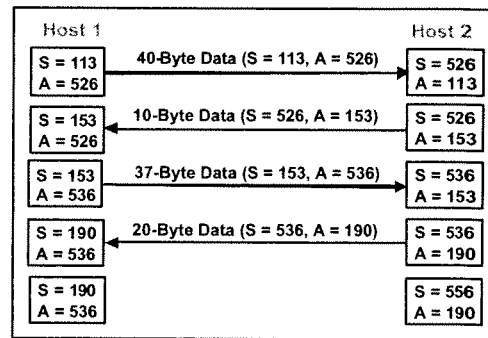 Host 1 Host 2
S = 113 40-Byte Data (S = 113, A = 526) S = 526
A = 526 A = 113
S = 153 10-Byte Data (S = 526, A = 153) S = 526
A = 526 A = 153
S = 153 37-Byte Data (S = 153, A = 536) S = 536
A = 536 A = 153
S = 190 20-Byte Data (S = 536, A = 190) S = 536
A = 536 A = 190
S = 190 S = 556
A = 536 A = 190